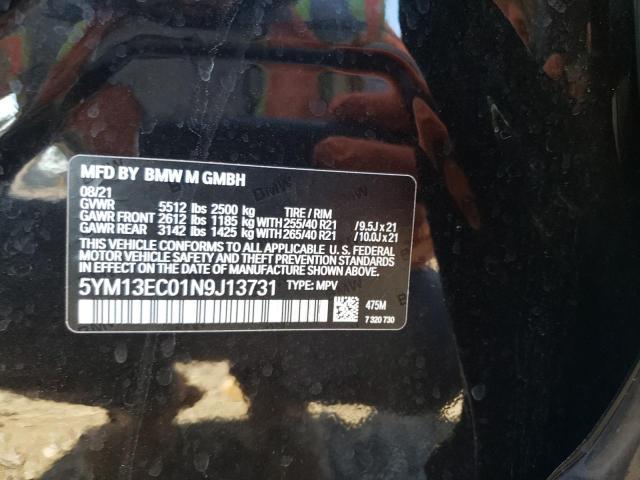 MFD BY BMW M GMBH
08/21
GVWR 5512 lbs 2500 kg TIRE / RIM
GAWR FRONT 2612 lbs 1185 kg WITH 255/40 R21 /9.5J x 21
GAWR REAR 3142 lbs 1425 kg WITH 265/40 R21 /10.0J x 21
THIS VEHICLE CONFORMS TO ALL APPLICABLE U. S. FEDERAL
MOTOR VEHICLE SAFETY AND THEFT PREVENTION STANDARDS
IN EFFECT ON THE DATE OF MANUFACTURE SHOWN ABOVE.
5YM13EC01N9J13731 TYPE: MPV
475M
7 320 730